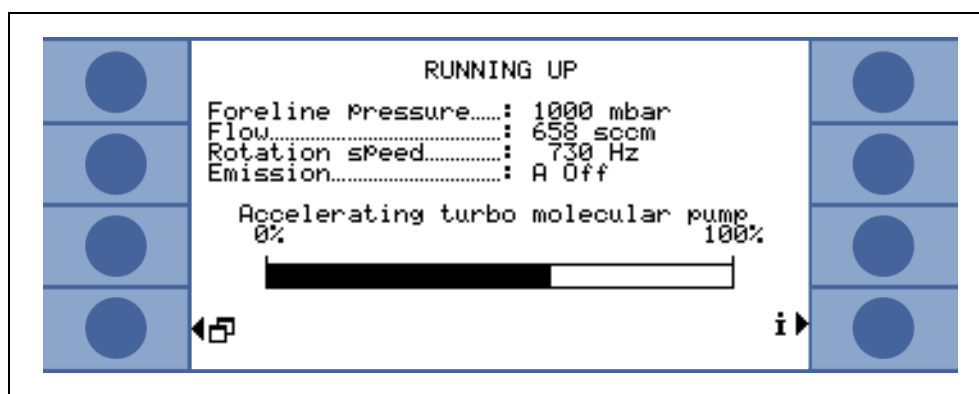 RUNNING UP
Foreline pressure.....: 1000 mbar
Flow..............................: 658 sccm
Rotation speed.........: 730 Hz
Emission......................: A Off
Accelerating turbo molecular pump
0% 100%
i